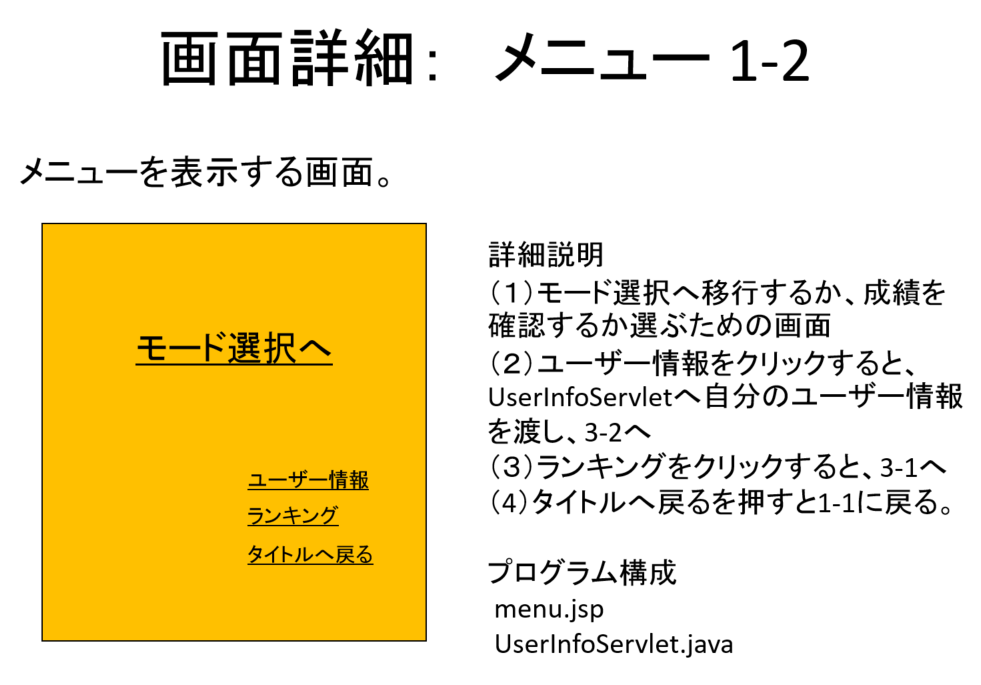 画面詳細： メニュー 1-2
メニューを表示する画面。
モード選択へ
ユーザー情報
ランキング
タイトルへ戻る
詳細説明
（１）モード選択へ移行するか、成績を
確認するか選ぶための画面
（２）ユーザー情報をクリックすると、
UserInfoServletへ自分のユーザー情報
を渡し、3-2へ
（３）ランキングをクリックすると、3-1へ
（4）タイトルへ戻るを押すと1-1に戻る。
プログラム構成
menu.jsp
UserInfoServlet.java